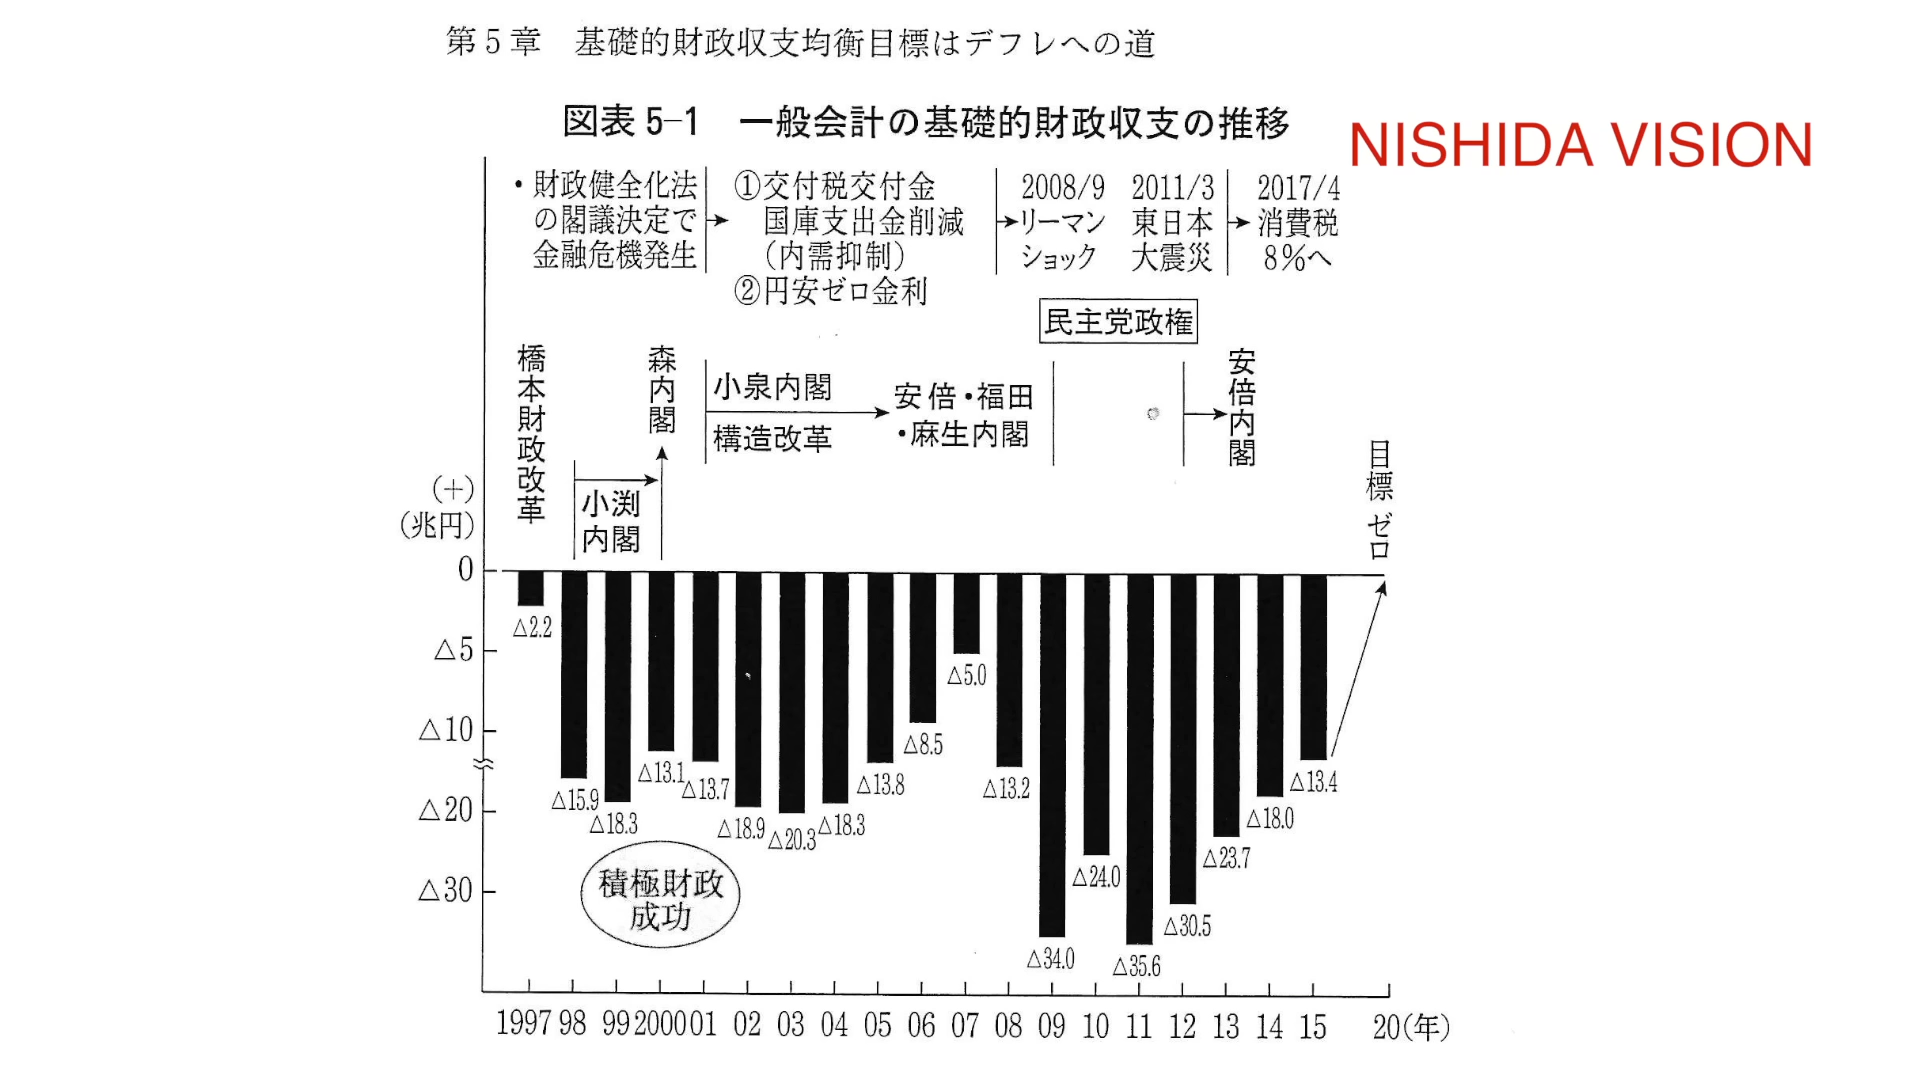 第5章　基礎的財政収支均衡目標はデフレへの道
図表 5-1　一般会計の基礎的財政収支の推移
NISHIDA VISION
・財政健全化法
の閣議決定で
金融危機発生
①交付税交付金
国庫支出金削減
（内需抑制）
②円安ゼロ金利
2008/9
リーマン
ショック
2011/3
東日本
大震災
2017/4
消費税
8％へ
民主党政権
橋本財政改革
小渕
内閣
森内閣
小泉内閣
構造改革
安倍・福田
・麻生内閣
安倍内閣
目標ゼロ
(＋)
(兆円)
0
△5
△10
△20
△30
△2.2
△15.9
△18.3
△13.1
△13.7
△18.9
△20.3
△18.3
△13.8
△8.5
△5.0
△13.2
△34.0
△24.0
△35.6
△30.5
△23.7
△18.0
△13.4
積極財政
成功
1997 98 99 2000 01 02 03 04 05 06 07 08 09 10 11 12 13 14 15 20(年)